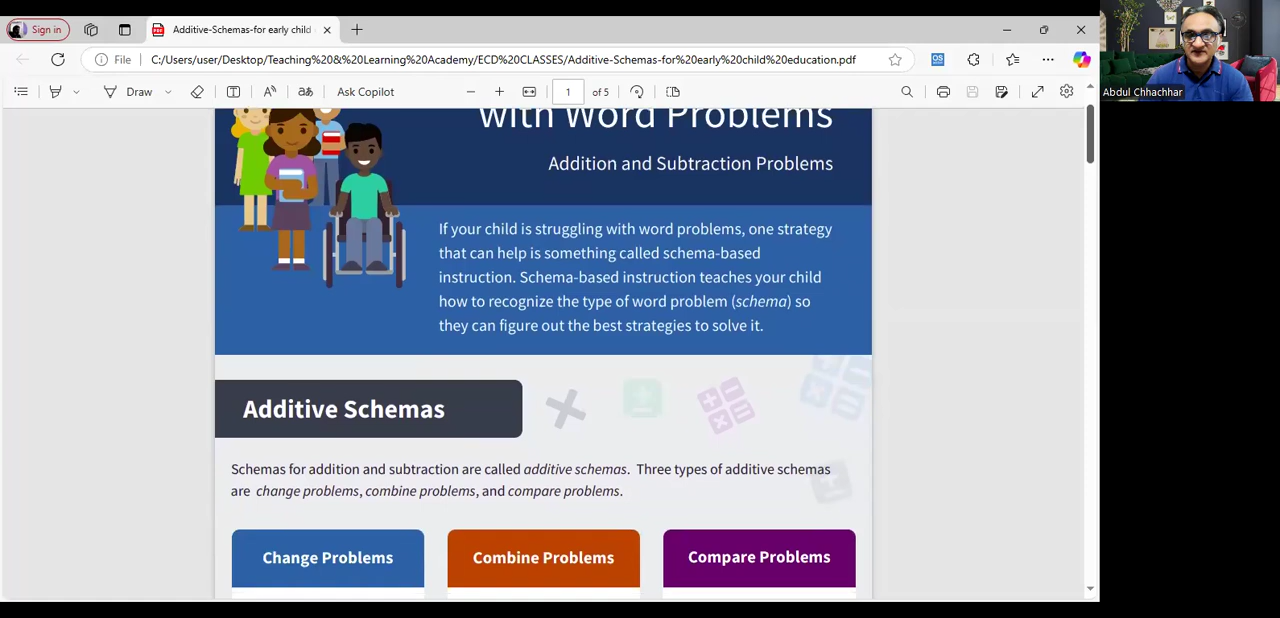 Sign in
Additive-Schemas-for early child
File
C:/Users/user/Desktop/Teaching%20&%20Learning%20Academy/ECD%20CLASSES/Additive-Schemas-for%20early%20child%20education.pdf
Draw
Ask Copilot
1 of 5
Abdul Chhachhar
with Word Problems
Addition and Subtraction Problems
If your child is struggling with word problems, one strategy
that can help is something called schema-based
instruction. Schema-based instruction teaches your child
how to recognize the type of word problem (schema) so
they can figure out the best strategies to solve it.
Additive Schemas
Schemas for addition and subtraction are called additive schemas. Three types of additive schemas
are change problems, combine problems, and compare problems.
Change Problems
Combine Problems
Compare Problems